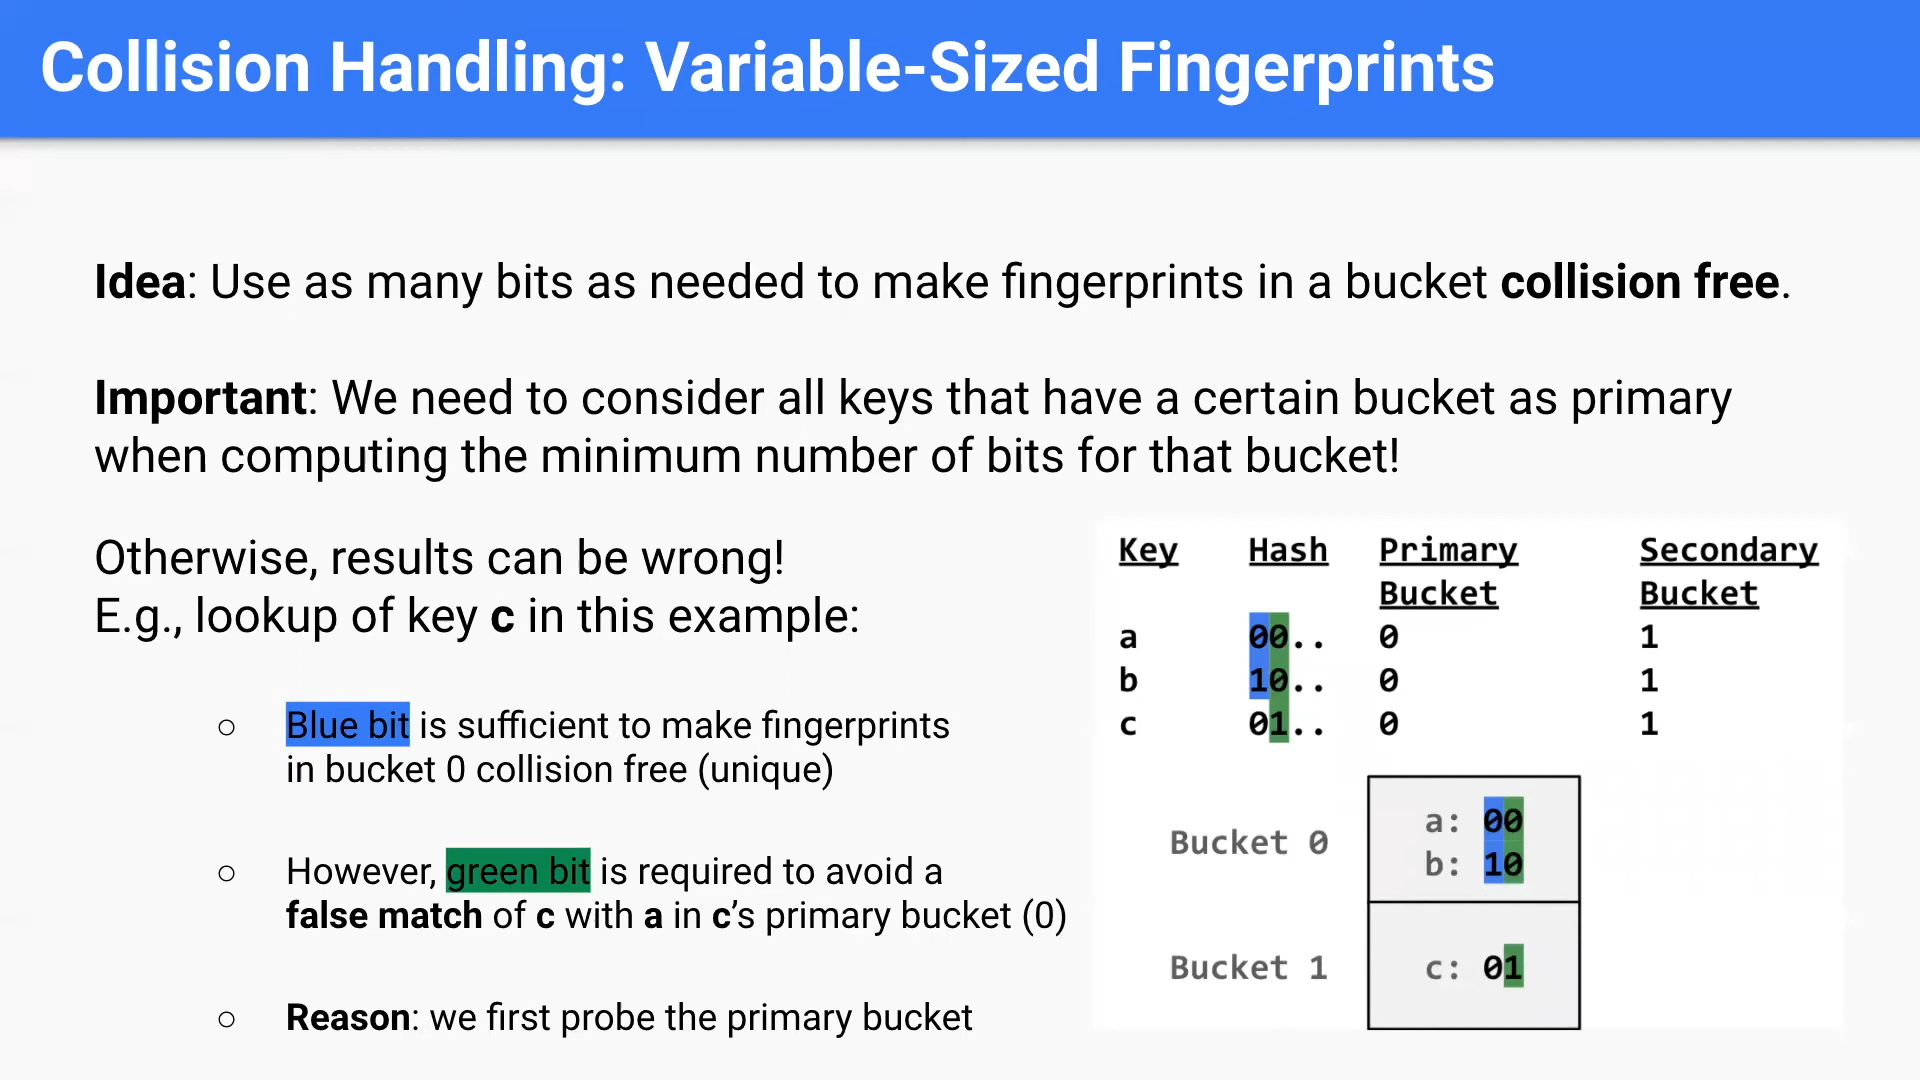 Collision Handling: Variable-Sized Fingerprints
Idea: Use as many bits as needed to make fingerprints in a bucket collision free.
Important: We need to consider all keys that have a certain bucket as primary
when computing the minimum number of bits for that bucket!
Otherwise, results can be wrong!
E.g., lookup of key c in this example:
○ Blue bit is sufficient to make fingerprints
in bucket 0 collision free (unique)
○ However, green bit is required to avoid a
false match of c with a in c’s primary bucket (0)
○ Reason: we first probe the primary bucket
Key Hash Primary Secondary
Bucket Bucket
a 00.. 0 1
b 10.. 0 1
c 01.. 0 1
Bucket 0
a: 00
b: 10
Bucket 1
c: 01